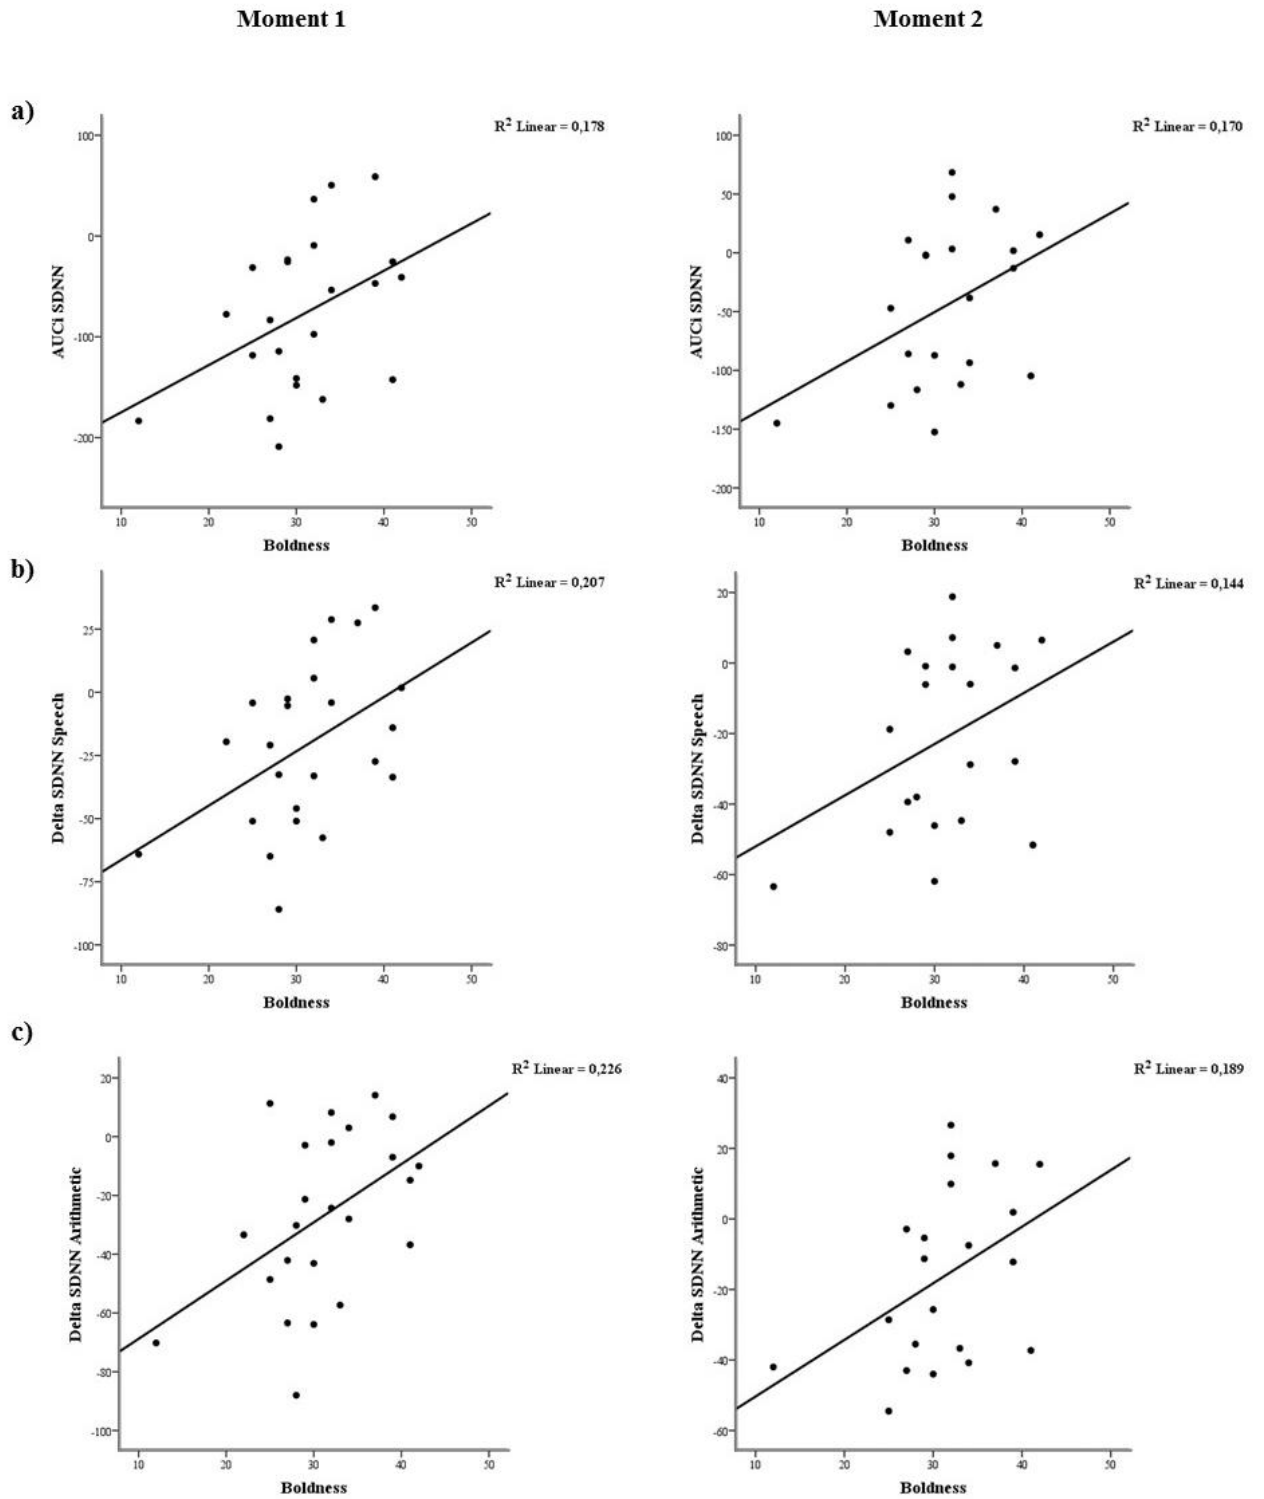 Moment 1
Moment 2
a)
R² Linear = 0,178
100
0
-100
-200
AUCi SDNN
10 20 30 40 50
Boldness
R² Linear = 0,170
100
50
0
-50
-100
-150
-200
AUCi SDNN
10 20 30 40 50
Boldness
b)
R² Linear = 0,207
25
0
-25
-50
-75
-100
Delta SDNN Speech
10 20 30 40 50
Boldness
R² Linear = 0,144
20
0
-20
-40
-60
-80
Delta SDNN Speech
10 20 30 40 50
Boldness
c)
R² Linear = 0,226
20
0
-20
-40
-60
-80
-100
Delta SDNN Arithmetic
10 20 30 40 50
Boldness
R² Linear = 0,189
40
20
0
-20
-40
-60
Delta SDNN Arithmetic
10 20 30 40 50
Boldness